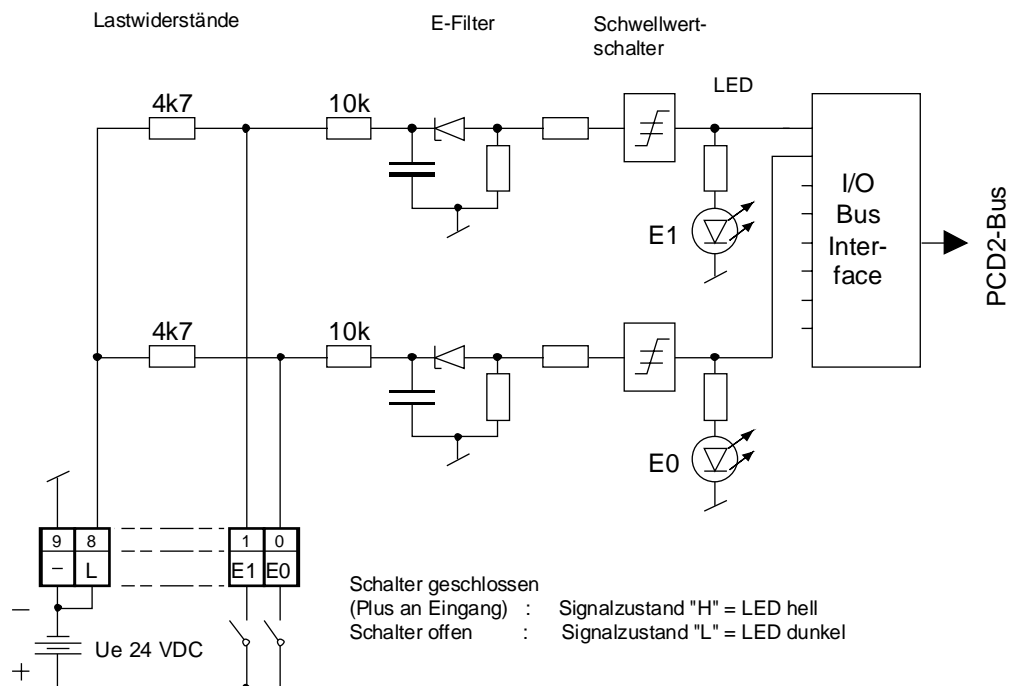 Lastwiderstände
E-Filter
Schwellwert-
schalter
LED
4k7
10k
E1
I/O
Bus
Inter-
face
PCD2-Bus
4k7
10k
E0
9 8
1 0
– L
E1 E0
–
Ue 24 VDC
+
Schalter geschlossen
(Plus an Eingang) : Signalzustand "H" = LED hell
Schalter offen : Signalzustand "L" = LED dunkel